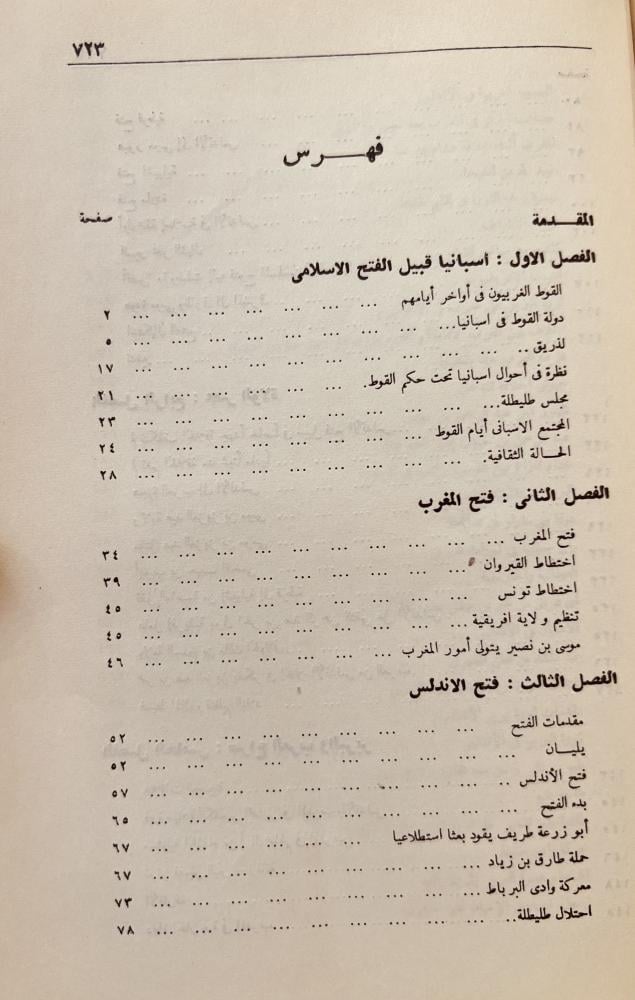 ٧٢٣
فهرس
المقدمة
صفحة
الفصل الاول : اسبانيا قبيل الفتح الاسلامى
القوط الغربيون فى أواخر أيامهم ... ... ... ... ... ... ... ٢
دولة القوط فى اسبانيا... ... ... ... ... ... ... ... ٥
لذريق .. ... ... ... ... ... ... ... ... ... ١٧
نظرة فى أحوال اسبانيا تحت حكم القوط. ... ... ... ... ... ٢١
مجلس طليطلة... ... ... ... ... ... ... ... ... ٢٣
المجتمع الاسبانى أيام القوط ... ... ... ... ... ... ... ٢٤
الحالة الثقافية. ... ... ... ... ... ... ... ... ٢٨
الفصل الثانى : فتح المغرب
فتح المغرب ... ... ... ... ... ... ... ... ... ٣٤
اختطاط القيروان ... ... ... ... ... ... ... ... ٣٩
اختطاط تونس ... ... ... ... ... ... ... ... ٤٥
تنظيم ولاية افريقية... ... ... ... ... ... ... ... ٤٥
موسى بن نصير يتولى أمور المغرب ... ... ... ... ... ... ٤٦
الفصل الثالث : فتح الاندلس
مقدمات الفتح ... ... ... ... ... ... ... ... ٥٢
يليان ... ... ... ... ... ... ... ... ... ٥٢
فتح الأندلس .. ... ... ... ... ... ... ... ... ٥٧
بدء الفتح ... ... ... ... ... ... ... ... ... ٦٥
أبو زرعة طريف يقود بعثا استطلاعيا ... ... ... ... ... ... ٦٧
حملة طارق بن زياد ... ... ... ... ... ... ... ... ٦٧
معركة وادى البرباط ... ... ... ... ... ... ... ... ٧٣
احتلال طليطلة.. ... ... ... ... ... ... ... ... ٧٨